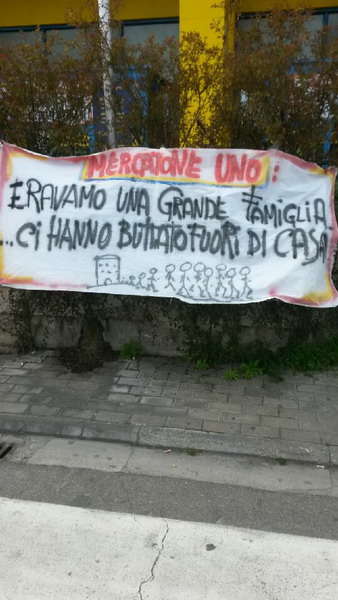 MERCATONE UNO:
ERAVAMO UNA GRANDE FAMIGLIA
...CI HANNO BUTTATO FUORI DI CASA